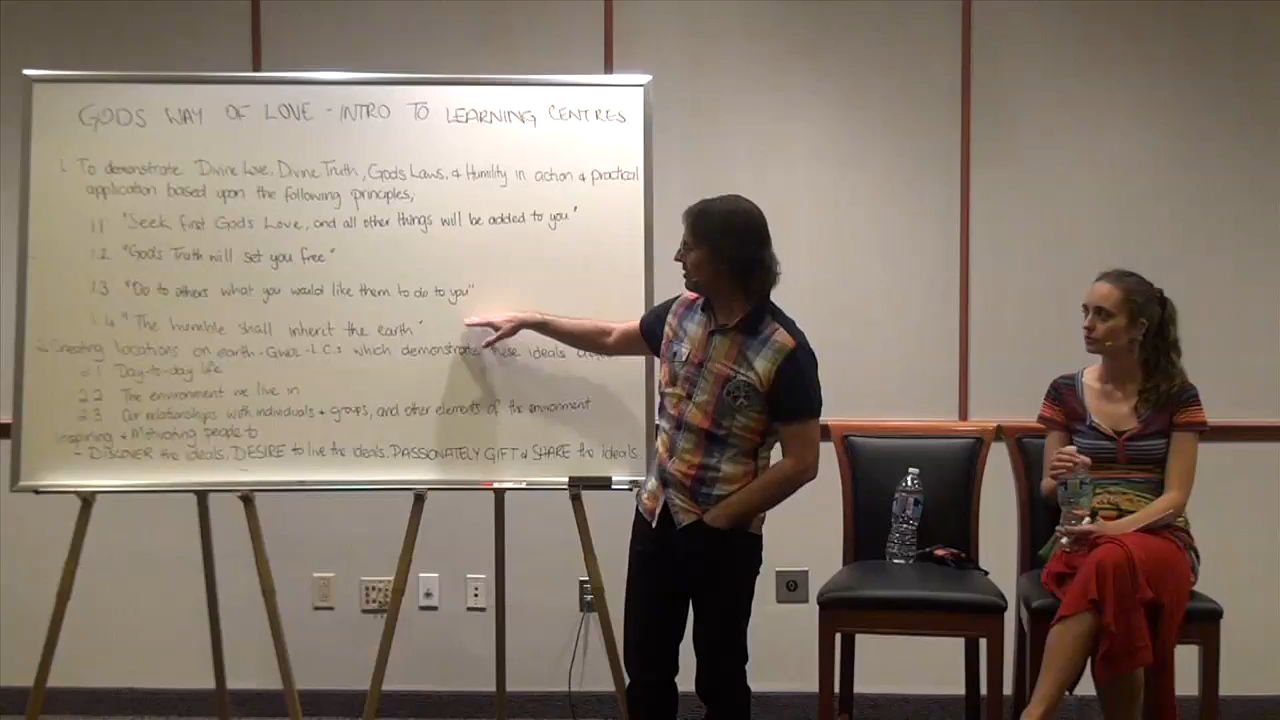 GODS WAY OF LOVE - INTRO TO LEARNING CENTRES
1. To demonstrate Divine Love, Divine Truth, Gods Laws, & Humility in action & practical
application based upon the following principles;
1.1 "Seek first God's Love, and all other things will be added to you"
1.2 "Gods Truth will set you free"
1.3 "Do to others what you would like them to do to you"
1.4 "The humble shall inherit the earth"
Creating locations on earth - GWOL - L.C.s which demonstrate these ideals
2.1 Day-to-day life
2.2 The environment we live in
2.3 Our relationships with individuals & groups, and other elements of the environment
Inspiring & Motivating people to
- DISCOVER the ideals, DESIRE to live the ideals, PASSIONATELY GIFT & SHARE the Ideals.